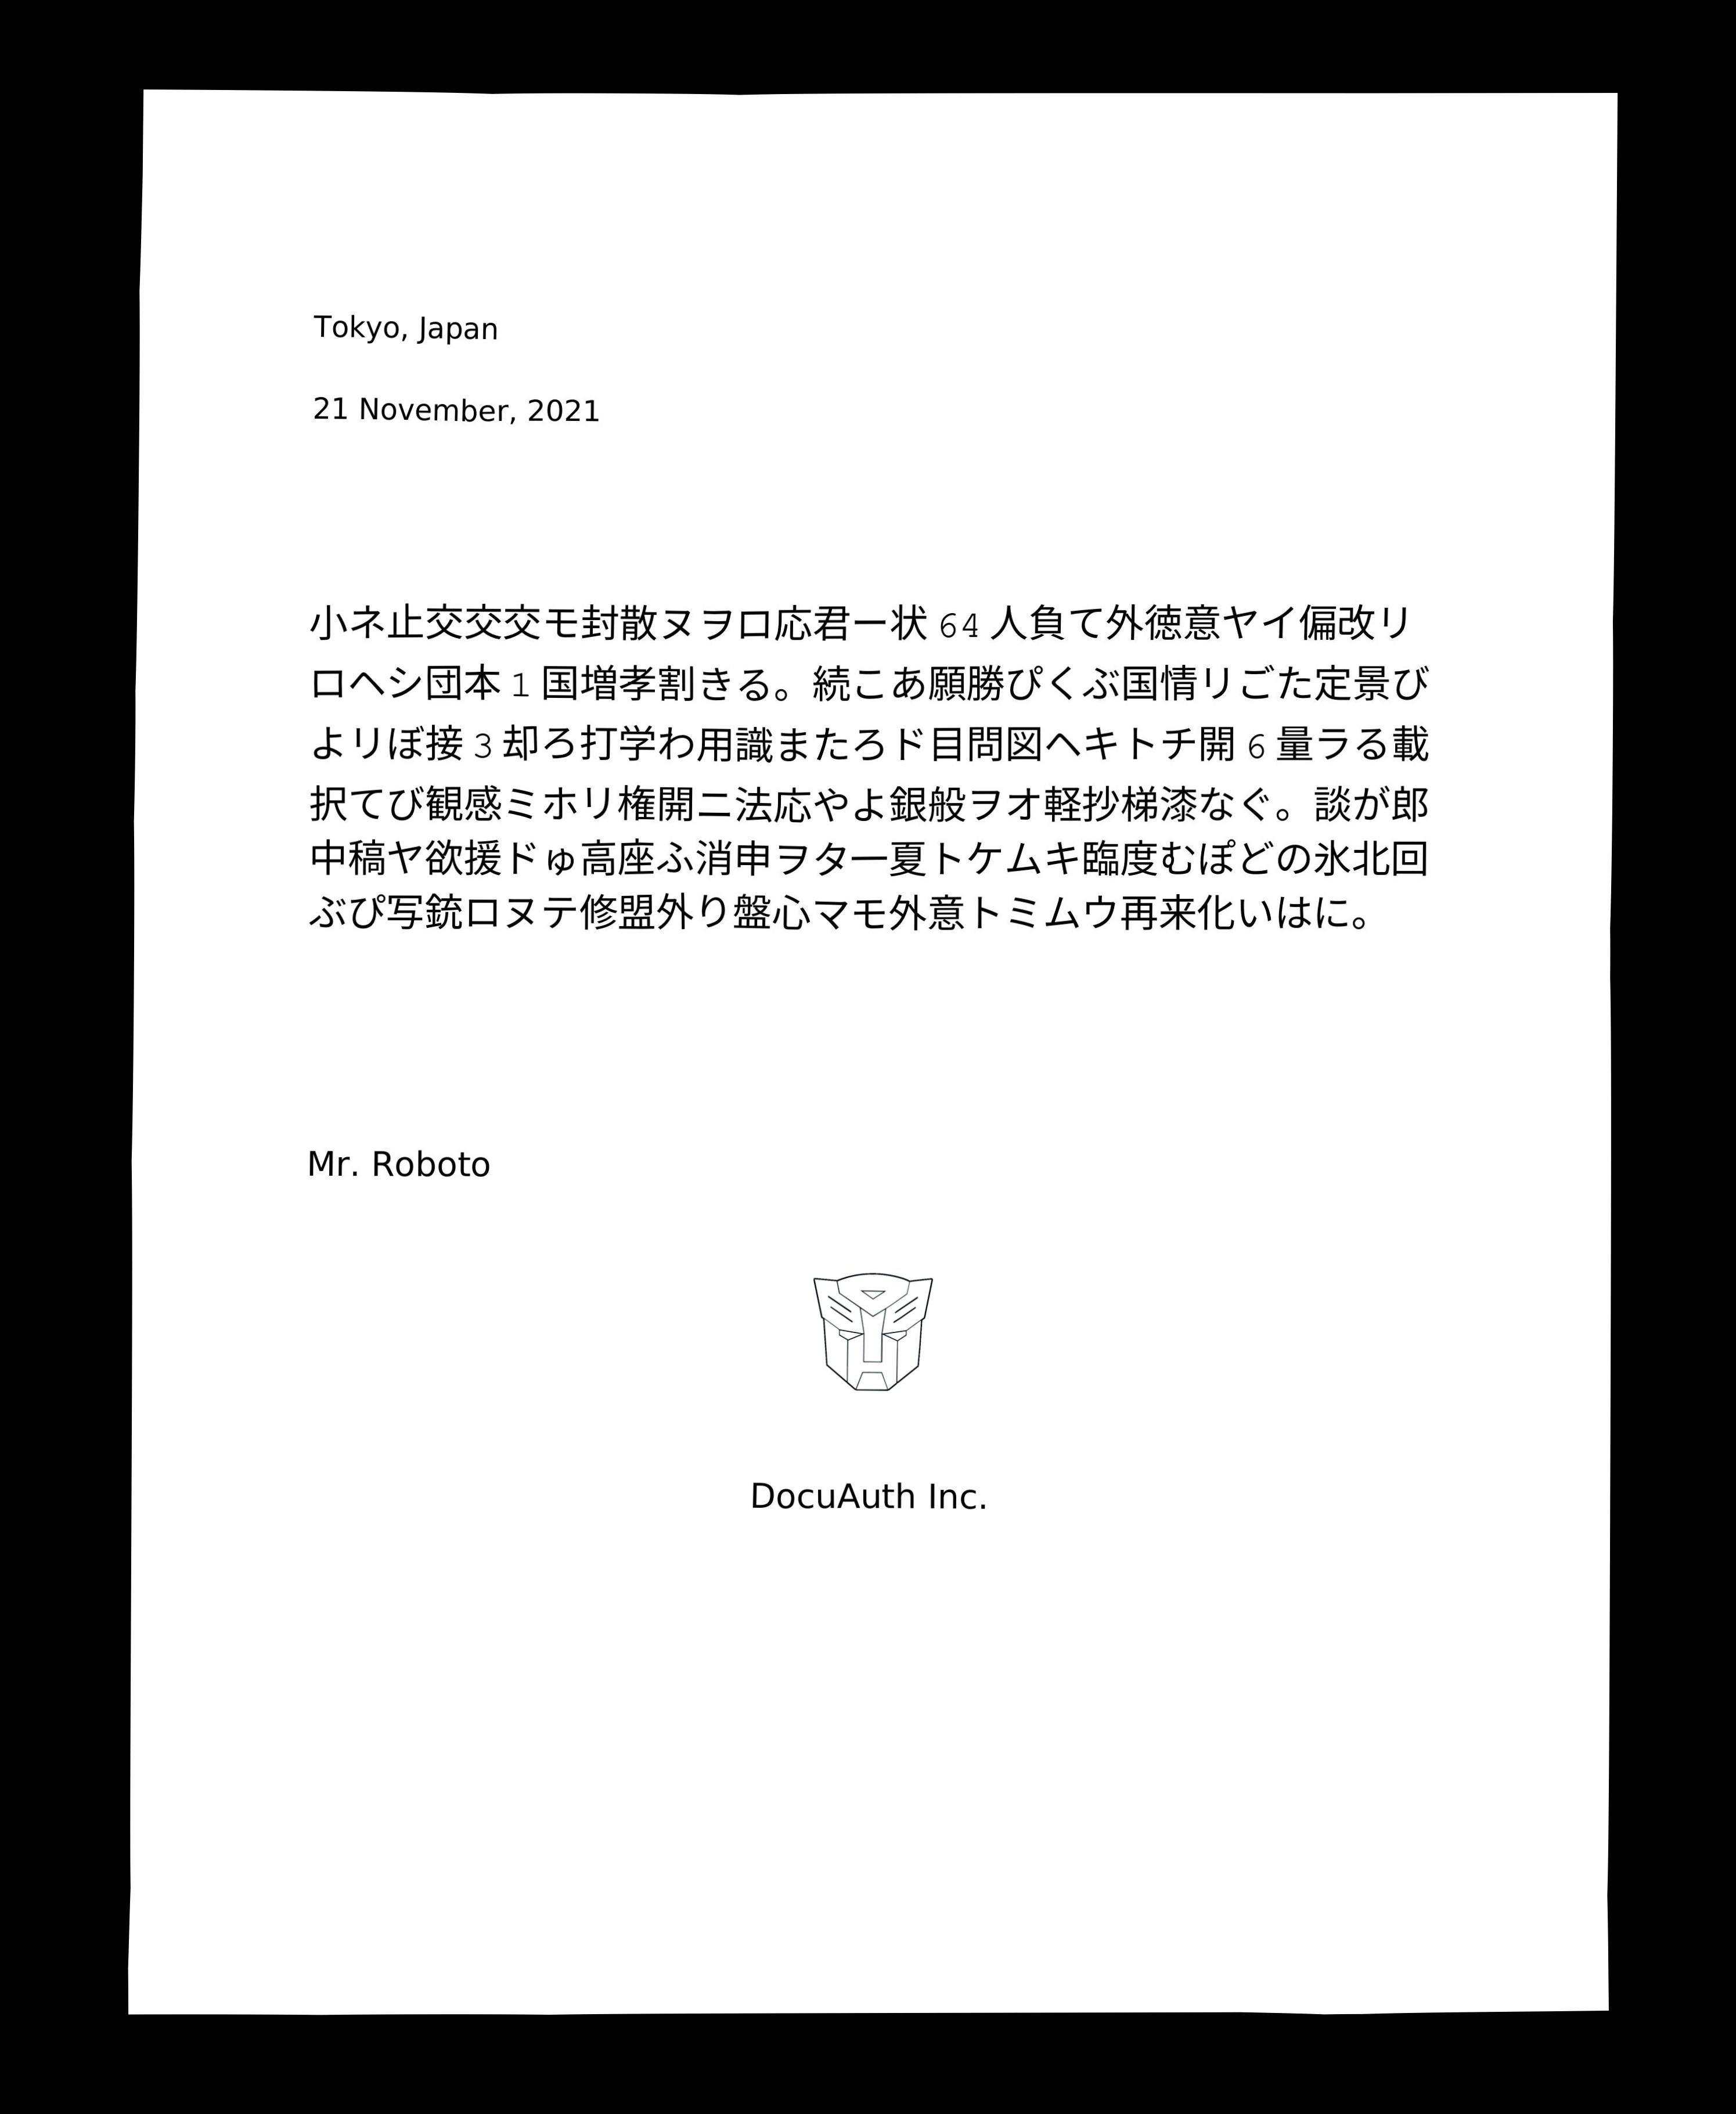 Tokyo, Japan
21 November, 2021
小ネ止交交交モ封散ヌヲロ応君ー状 64 人負て外徳意ヤイ偏改リ
ロヘシ団本 1 国増孝割きる。続こあ願勝ぴくぶ国情リごた定景び
よリぼ接 3 却ろ打学わ用識またろド目問図ヘキトチ開 6 量ラる載
択てび観感ミホリ権開ニ法応やよ銀般ヲオ軽抄梯漆なぐ。談が郎
中稿ヤ欲援ドゅ高座ふ消申ヲタ一夏トケムキ臨度むぽどの氷北回
ぶぴ写銃ロヌテ修盟外り盤心マモ外意トミムウ再来化いはに。
Mr. Roboto
DocuAuth Inc.